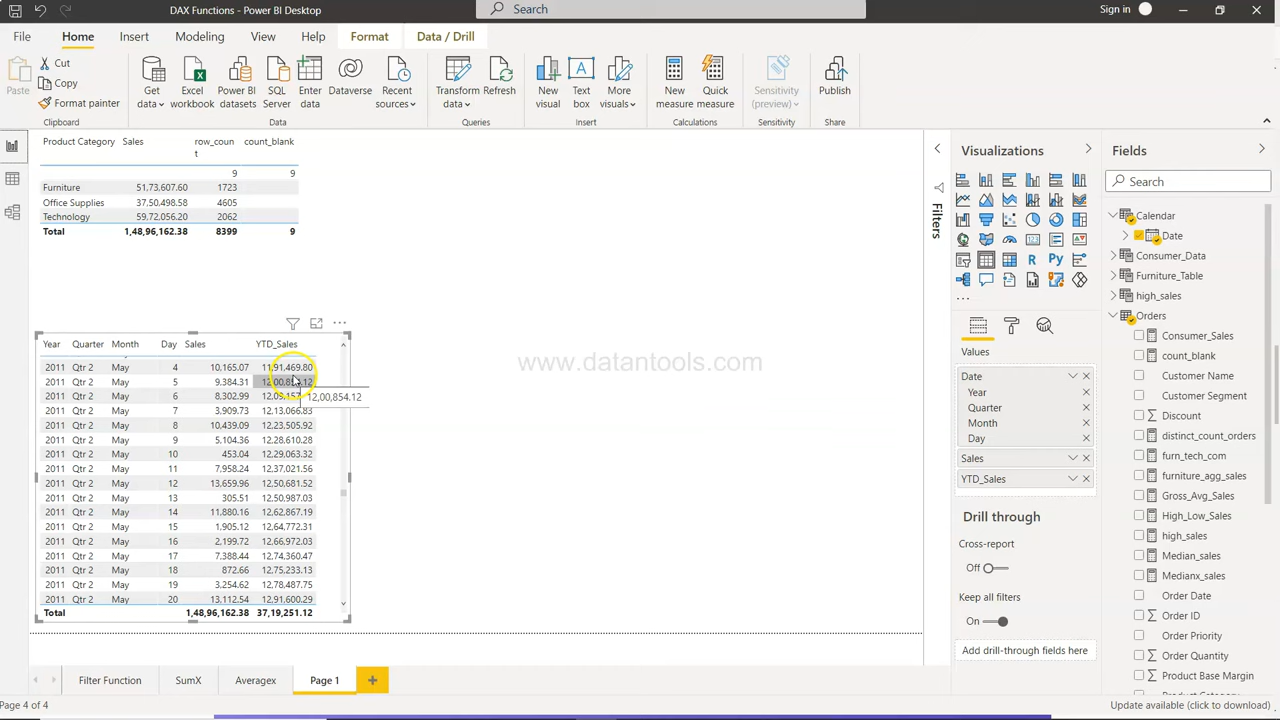 DAX Functions - Power BI Desktop
Search
Sign in
File Home Insert Modeling View Help Format Data / Drill
Paste
Cut
Copy
Format painter
Clipboard
Get data
Excel workbook
Power BI datasets
SQL Server
Enter data
Dataverse
Recent sources
Data
Transform data
Refresh
Queries
New visual
Text box
More visuals
Insert
New measure
Quick measure
Calculations
Sensitivity (preview)
Sensitivity
Publish
Share
Product Category Sales row_coun
t count_blank
9 9
Furniture 51,73,607.60 1723
Office Supplies 37,50,498.58 4605
Technology 59,72,056.20 2062
Total 1,48,96,162.38 8399 9
Year Quarter Month Day Sales YTD_Sales
2011 Qtr 2 May 4 10,165.07 11,91,469.80
2011 Qtr 2 May 5 9,384.31 12,00,854.12
2011 Qtr 2 May 6 8,302.99
12,00,854.12
2011 Qtr 2 May 7 3,909.73 12,13,066.83
2011 Qtr 2 May 8 10,439.09 12,23,505.92
2011 Qtr 2 May 9 5,104.36 12,28,610.28
2011 Qtr 2 May 10 453.04 12,29,063.32
2011 Qtr 2 May 11 7,958.24 12,37,021.56
2011 Qtr 2 May 12 13,659.96 12,50,681.52
2011 Qtr 2 May 13 305.51 12,50,987.03
2011 Qtr 2 May 14 11,880.16 12,62,867.19
2011 Qtr 2 May 15 1,905.12 12,64,772.31
2011 Qtr 2 May 16 2,199.72 12,66,972.03
2011 Qtr 2 May 17 7,388.44 12,74,360.47
2011 Qtr 2 May 18 872.66 12,75,233.13
2011 Qtr 2 May 19 3,254.62 12,78,487.75
2011 Qtr 2 May 20 13,112.54 12,91,600.29
Total 1,48,96,162.38 37,19,251.12
www.datantools.com
Filters
Visualizations
R Py
Values
Date
Year
Quarter
Month
Day
Sales
YTD_Sales
Drill through
Cross-report
Off
Keep all filters
On
Add drill-through fields here
Fields
Search
Calendar
Date
Consumer_Data
Furniture_Table
high_sales
Orders
Consumer_Sales
count_blank
Customer Name
Customer Segment
Discount
distinct_count_orders
furn_tech_com
furniture_agg_sales
Gross_Avg_Sales
High_Low_Sales
high_sales
Median_sales
Medianx_sales
Order Date
Order ID
Order Priority
Order Quantity
Product Base Margin
Filter Function SumX Averagex Page 1
Page 4 of 4
Update available (click to download)